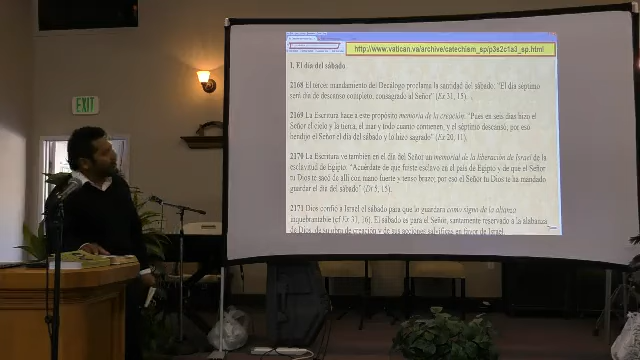 http://www.vatican.va/archive/catechism_sp/p3s2c1a3_sp.html
I. El día del sábado
2168 El tercer mandamiento del Decálogo proclama la santidad del sábado: "El día séptimo
será día de descanso completo, consagrado al Señor" (Ex 31, 15).
EXIT
2169 La Escritura hace a este propósito memoria de la creación: "Pues en seis días hizo el
Señor el cielo y la tierra, el mar y todo cuanto contienen, y el séptimo descansó; por eso
bendijo el Señor el día del sábado y lo hizo sagrado" (Ex 20, 11).
2170 La Escritura ve también en el día del Señor un memorial de la liberación de Israel de la
esclavitud de Egipto: "Acuérdate de que fuiste esclavo en el país de Egipto y de que el Señor
tu Dios te sacó de allí con mano fuerte y tenso brazo; por eso el Señor tu Dios te ha mandado
guardar el día del sábado" (Dt 5, 15).
2171 Dios confió a Israel el sábado para que lo guardara como signo de la alianza
inquebrantable (cf Ex 31, 16). El sábado es para el Señor, santamente reservado a la alabanza
de Dios, de su obra de creación y de sus acciones salvíficas en favor de Israel.